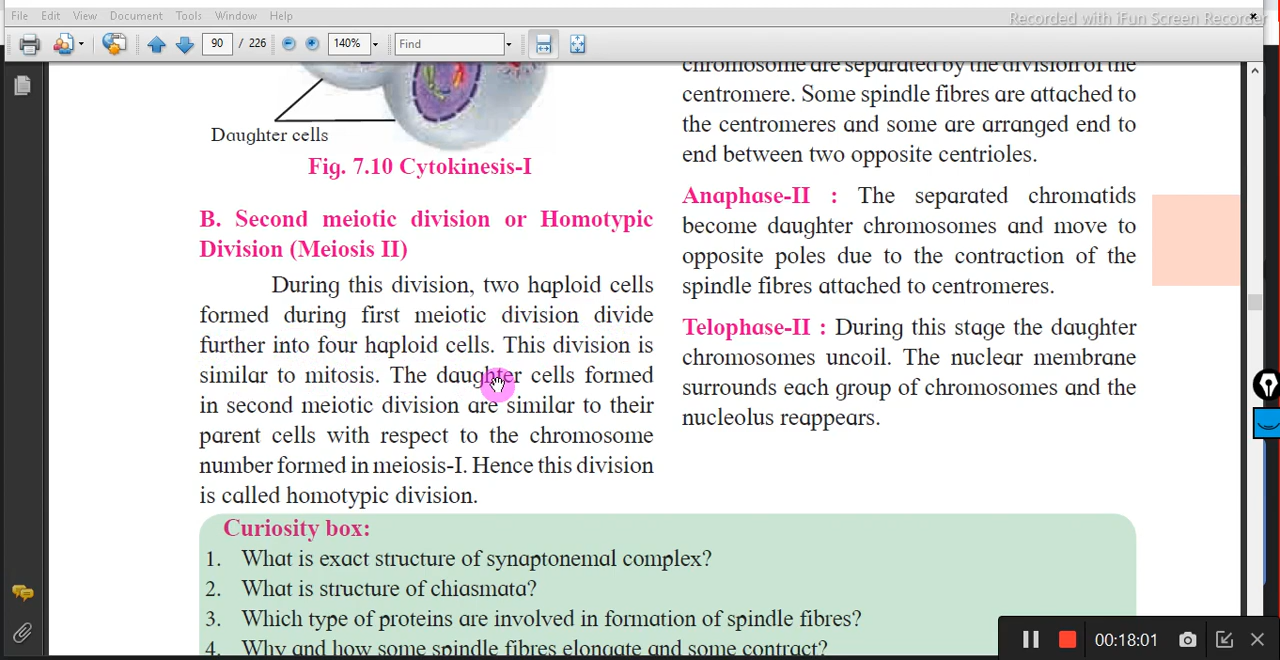 File Edit View Document Tools Window Help
Recorded with iFun Screen Recorder
90 / 226 140% Find
Daughter cells
Fig. 7.10 Cytokinesis-I
B. Second meiotic division or Homotypic
Division (Meiosis II)
During this division, two haploid cells
formed during first meiotic division divide
further into four haploid cells. This division is
similar to mitosis. The daughter cells formed
in second meiotic division are similar to their
parent cells with respect to the chromosome
number formed in meiosis-I. Hence this division
is called homotypic division.
chromosome are separated by the division of the
centromere. Some spindle fibres are attached to
the centromeres and some are arranged end to
end between two opposite centrioles.
Anaphase-II : The separated chromatids
become daughter chromosomes and move to
opposite poles due to the contraction of the
spindle fibres attached to centromeres.
Telophase-II : During this stage the daughter
chromosomes uncoil. The nuclear membrane
surrounds each group of chromosomes and the
nucleolus reappears.
Curiosity box:
1. What is exact structure of synaptonemal complex?
2. What is structure of chiasmata?
3. Which type of proteins are involved in formation of spindle fibres?
4. Why and how some spindle fibres elongate and some contract?
00:18:01